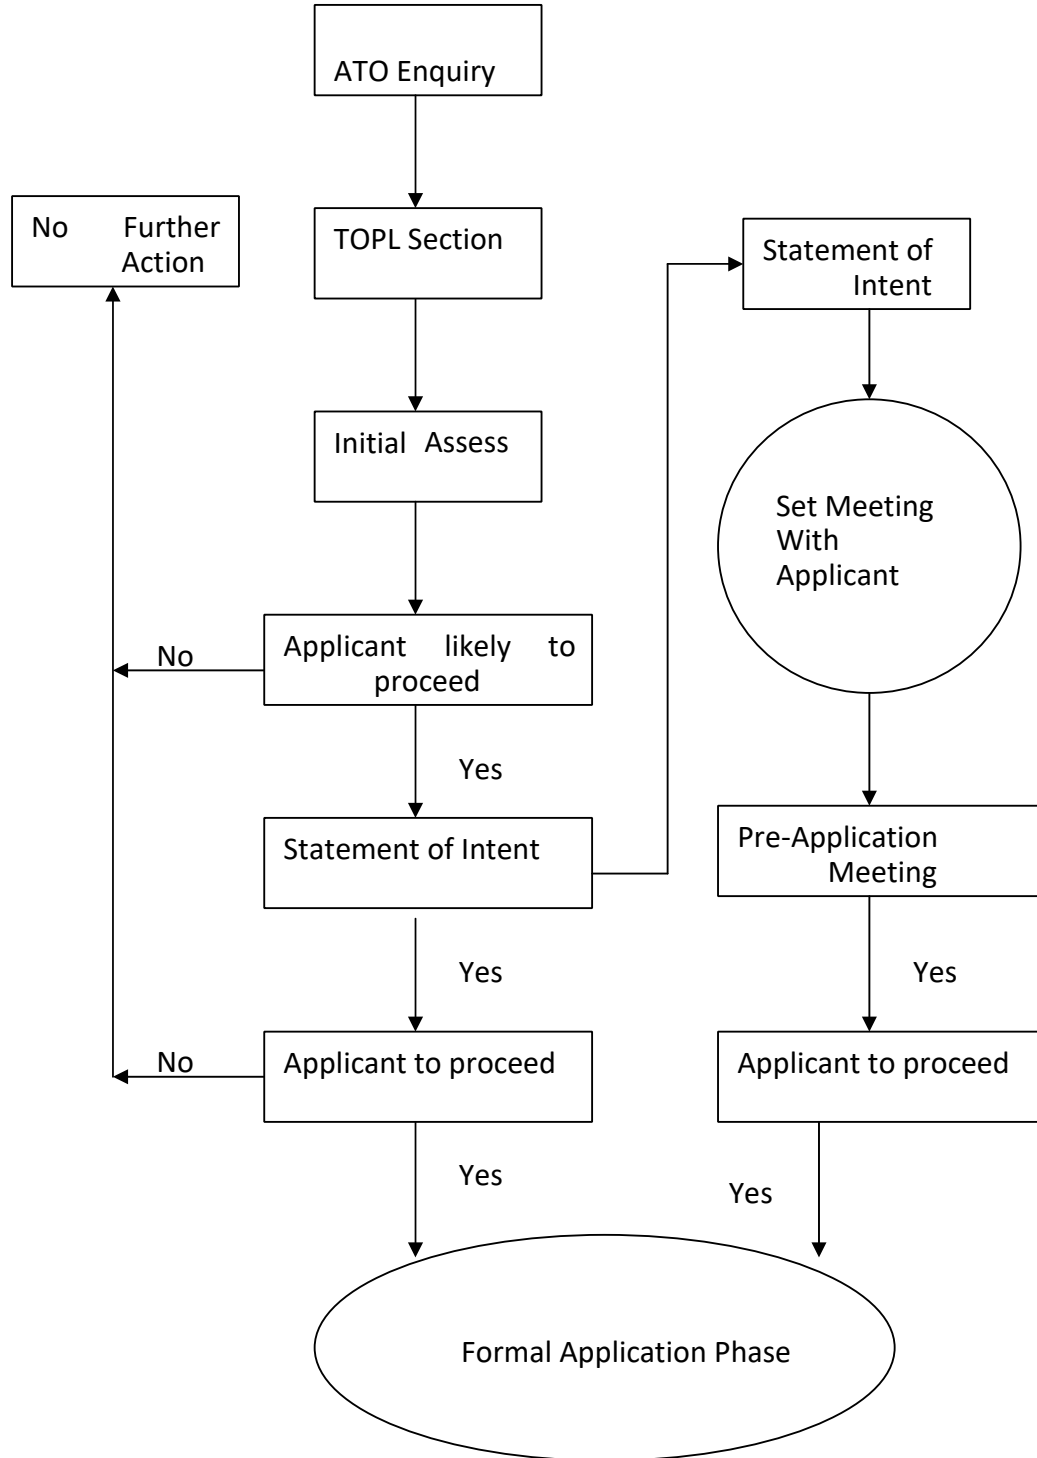 ATO Enquiry
No Further
Action
TOPL Section
Statement of
Intent
Initial Assess
Set Meeting
With
Applicant
Applicant likely to
proceed
No
Yes
Statement of Intent
Pre-Application
Meeting
Yes
Yes
No
Applicant to proceed
Applicant to proceed
Yes
Yes
Formal Application Phase